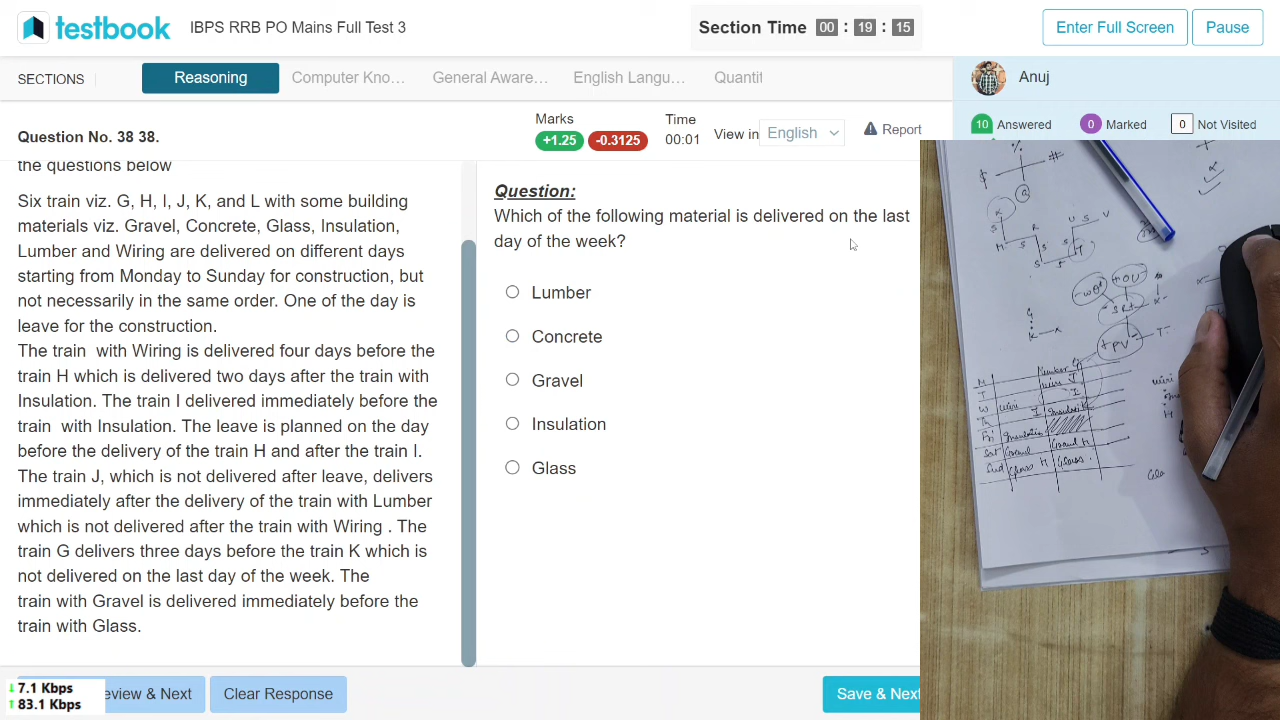 testbook
IBPS RRB PO Mains Full Test 3
Section Time 00 : 19 : 15
Enter Full Screen
Pause
SECTIONS
Reasoning
Computer Kno...
General Aware...
English Langu...
Quantit
Anuj
Question No. 38 38.
Marks
+1.25 -0.3125
Time
00:01
View in English
Report
10 Answered
0 Marked
0 Not Visited
the questions below
Six train viz. G, H, I, J, K, and L with some building
materials viz. Gravel, Concrete, Glass, Insulation,
Lumber and Wiring are delivered on different days
starting from Monday to Sunday for construction, but
not necessarily in the same order. One of the day is
leave for the construction.
The train with Wiring is delivered four days before the
train H which is delivered two days after the train with
Insulation. The train I delivered immediately before the
train with Insulation. The leave is planned on the day
before the delivery of the train H and after the train I.
The train J, which is not delivered after leave, delivers
immediately after the delivery of the train with Lumber
which is not delivered after the train with Wiring . The
train G delivers three days before the train K which is
not delivered on the last day of the week. The
train with Gravel is delivered immediately before the
train with Glass.
Question:
Which of the following material is delivered on the last
day of the week?
Lumber
Concrete
Gravel
Insulation
Glass
7.1 Kbps
83.1 Kbps
eview & Next
Clear Response
Save & Nex